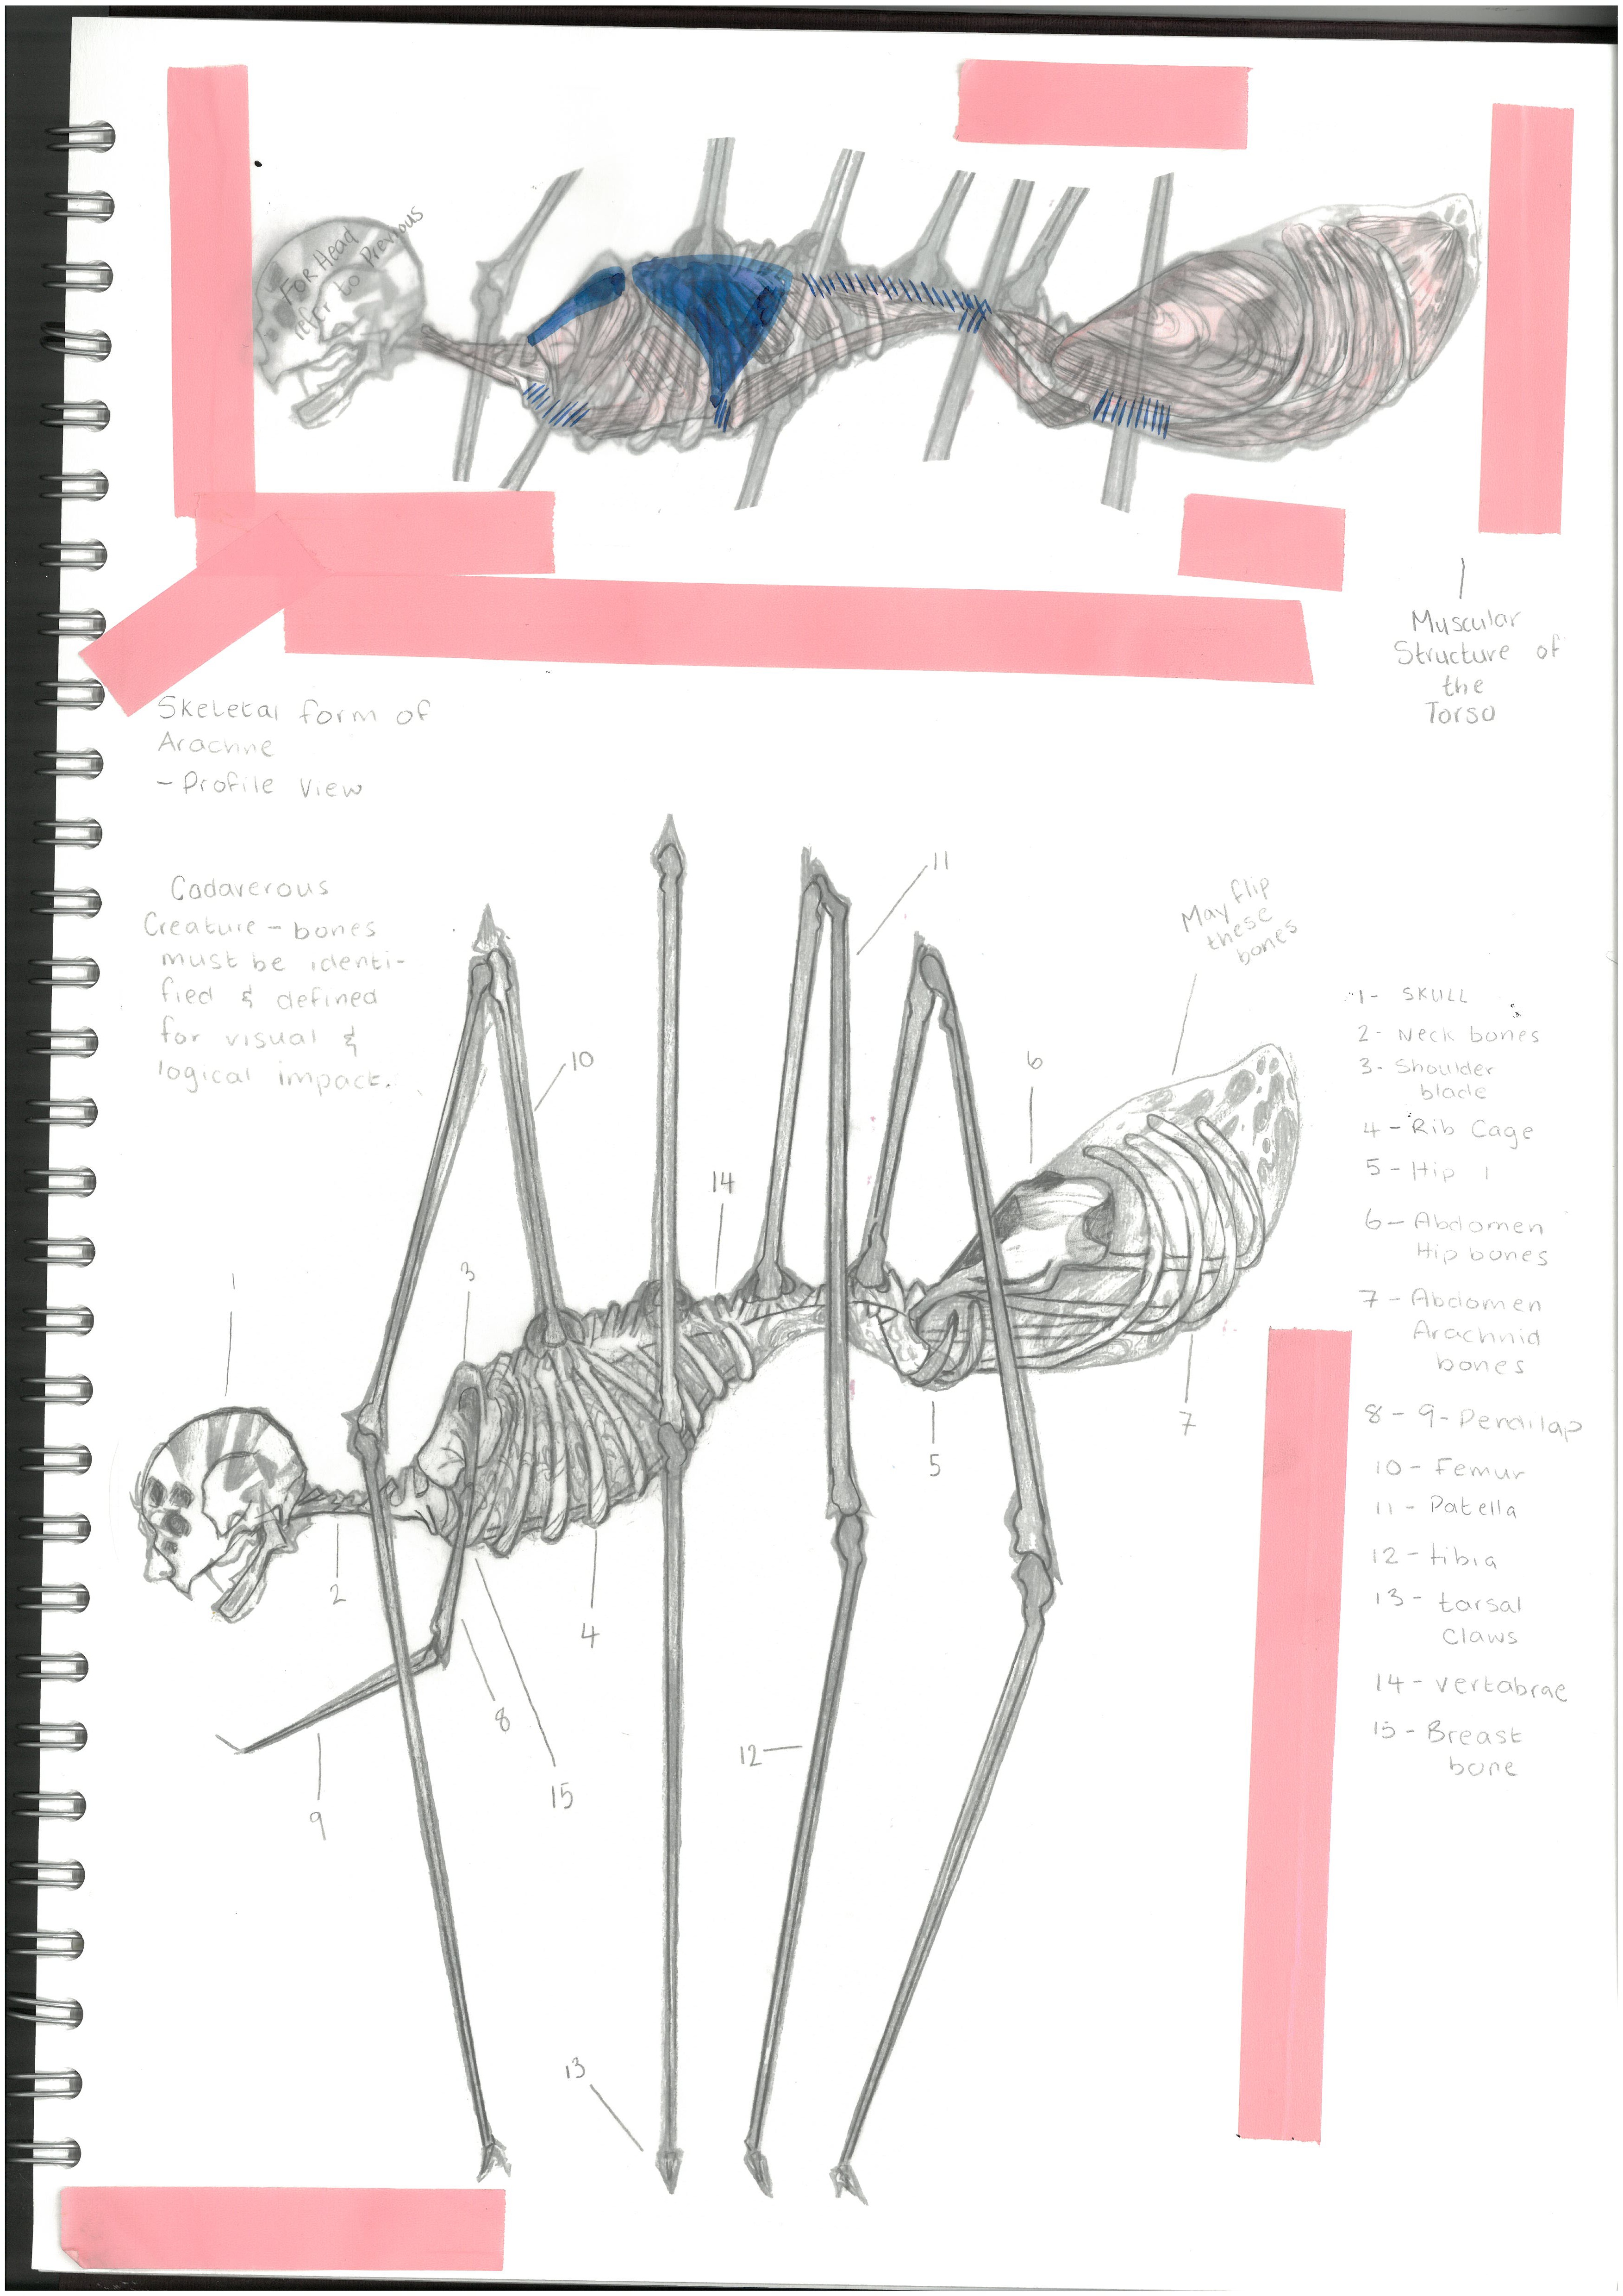 For Head
refer to Previous
Muscular
Structure of
the
Torso
Skeletal form of
Arachne
- Profile View
Cadaverous
Creature - bones
must be identi-
fied & defined
for visual &
logical impact.
May flip
these
bones
11
10
6
14
3
1
5
7
2
4
8
12
15
9
13
1- SKULL
2- Neck bones
3- Shoulder
blade
4- Rib Cage
5- Hip
6- Abdomen
Hip bones
7- Abdomen
Arachnid
bones
8-9-
10- Femur
11- Patella
12- tibia
13- tarsal
Claws
14- vertabrae
15- Breast
bone